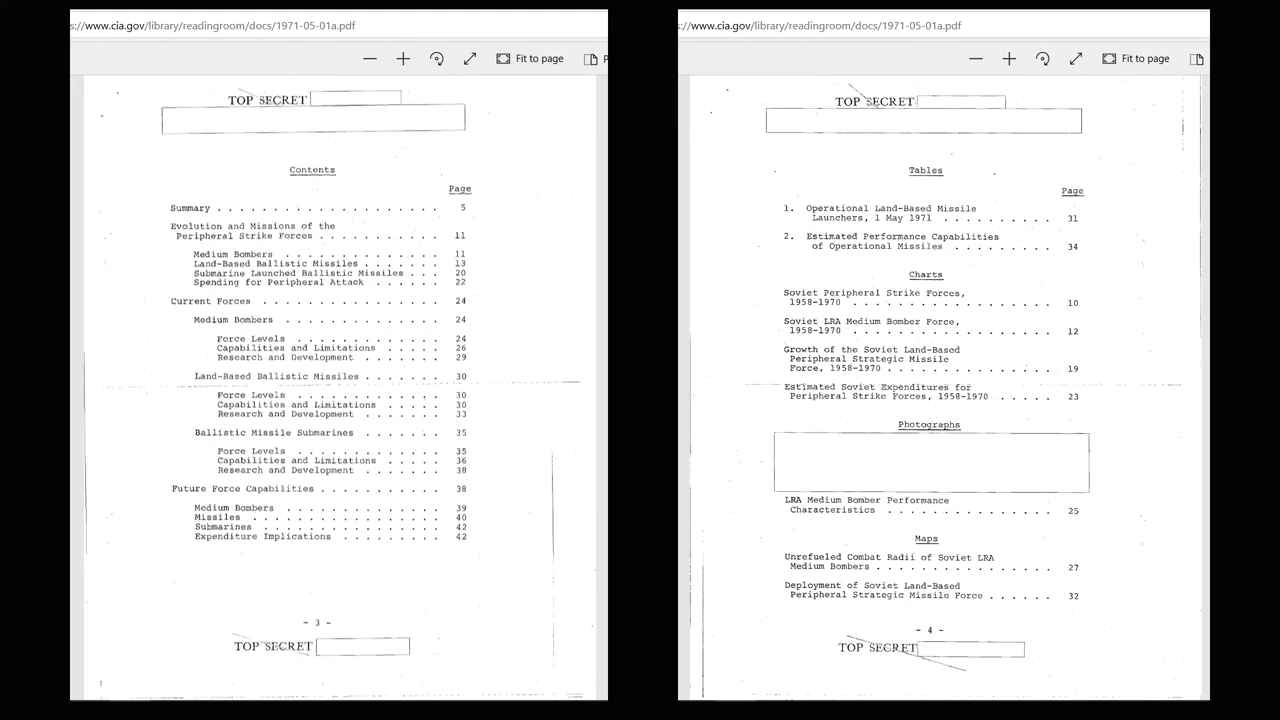 s://www.cia.gov/library/readingroom/docs/1971-05-01a.pdf
Fit to page
TOP SECRET
Contents
Page
Summary . . . . . . . . . . . . . . . . . . . . 5
Evolution and Missions of the
Peripheral Strike Forces . . . . . . . . . . . 11
Medium Bombers . . . . . . . . . . . . . . 11
Land-Based Ballistic Missiles . . . . . . . 13
Submarine Launched Ballistic Missiles . . . 20
Spending for Peripheral Attack . . . . . . 22
Current Forces . . . . . . . . . . . . . . . . 24
Medium Bombers . . . . . . . . . . . . . . 24
Force Levels . . . . . . . . . . . . . 24
Capabilities and Limitations . . . . . 26
Research and Development . . . . . . . 29
Land-Based Ballistic Missiles . . . . . . . 30
Force Levels . . . . . . . . . . . . . 30
Capabilities and Limitations . . . . . 30
Research and Development . . . . . . . 33
Ballistic Missile Submarines . . . . . . . 35
Force Levels . . . . . . . . . . . . . 35
Capabilities and Limitations . . . . . 36
Research and Development . . . . . . . 38
Future Force Capabilities . . . . . . . . . . . 38
Medium Bombers . . . . . . . . . . . . . . 39
Missiles . . . . . . . . . . . . . . . . . 40
Submarines . . . . . . . . . . . . . . . . 42
Expenditure Implications . . . . . . . . . 42
- 3 -
TOP SECRET
s://www.cia.gov/library/readingroom/docs/1971-05-01a.pdf
Fit to page
TOP SECRET
Tables
Page
1. Operational Land-Based Missile
Launchers, 1 May 1971 . . . . . . . . . . 31
2. Estimated Performance Capabilities
of Operational Missiles . . . . . . . . . 34
Charts
Soviet Peripheral Strike Forces,
1958-1970 . . . . . . . . . . . . . . . . . . 10
Soviet LRA Medium Bomber Force,
1958-1970 . . . . . . . . . . . . . . . . . . . 12
Growth of the Soviet Land-Based
Peripheral Strategic Missile
Force, 1958-1970 . . . . . . . . . . . . . . . 19
Estimated Soviet Expenditures for
Peripheral Strike Forces, 1958-1970 . . . . . 23
Photographs
LRA Medium Bomber Performance
Characteristics . . . . . . . . . . . . . . . 25
Maps
Unrefueled Combat Radii of Soviet LRA
Medium Bombers . . . . . . . . . . . . . . . . 27
Deployment of Soviet Land-Based
Peripheral Strategic Missile Force . . . . . . 32
- 4 -
TOP SECRET